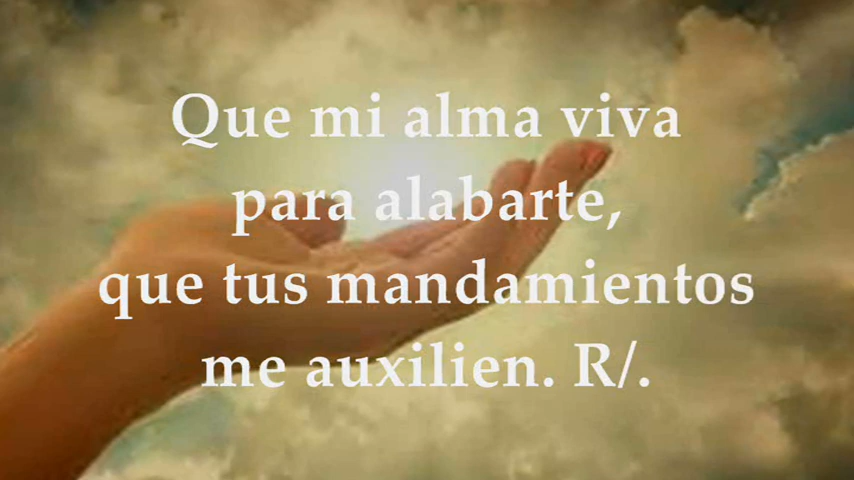 Que mi alma viva
para alabarte,
que tus mandamientos
me auxilien. R/.